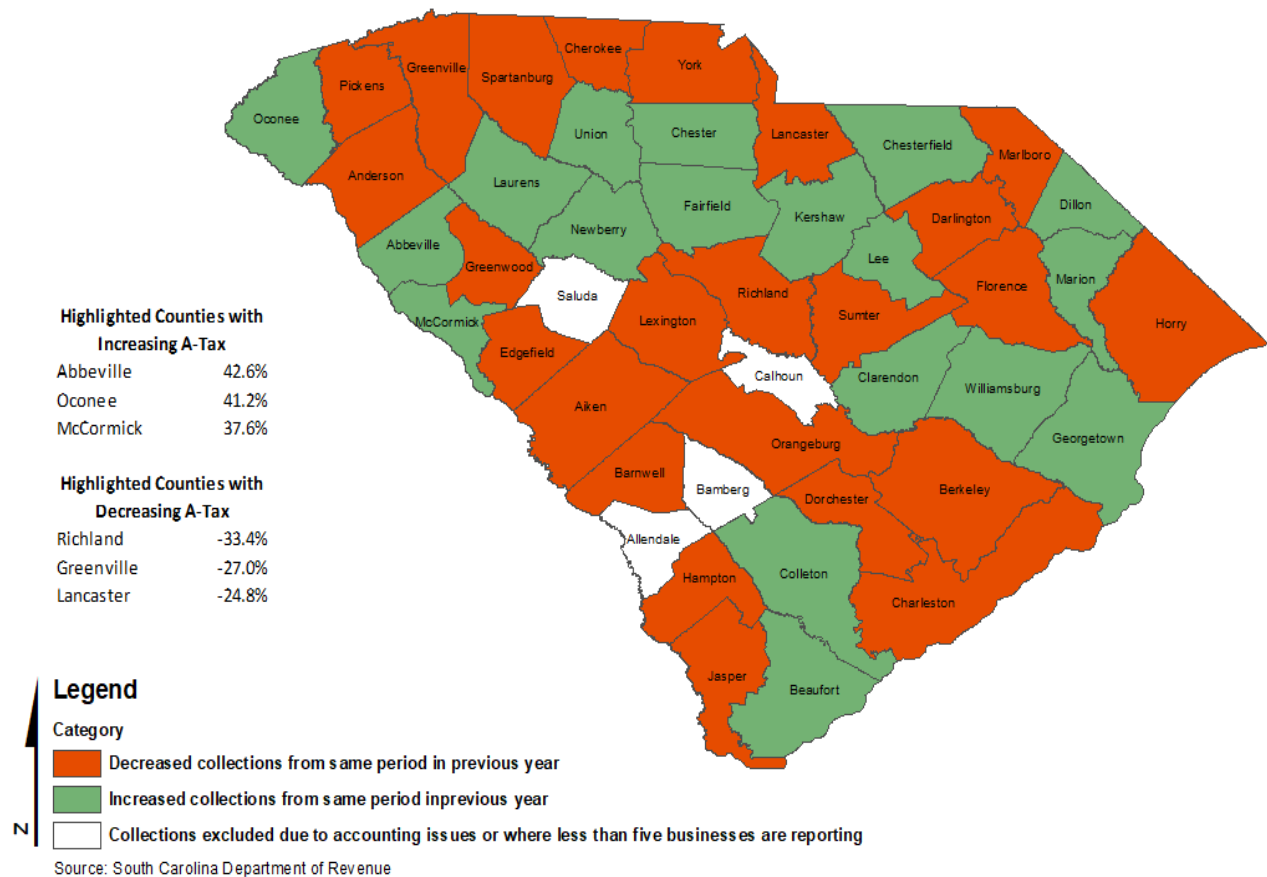 Cherokee
York
Greenville
Spartanburg
Pickens
Oconee
Union
Chester
Lancaster
Chesterfield
Marlboro
Anderson
Laurens
Fairfield
Kershaw
Darlington
Dillon
Newberry
Abbeville
Greenwood
Lee
Marion
Saluda
Richland
Florence
Sumter
Horry
McCormick
Lexington
Edgefield
Calhoun
Clarendon
Williamsburg
Aiken
Georgetown
Orangeburg
Barnwell
Bamberg
Dorchester
Berkeley
Allendale
Hampton
Colleton
Charleston
Jasper
Beaufort
Highlighted Counties with
Increasing A-Tax
Abbeville 42.6%
Oconee 41.2%
McCormick 37.6%
Highlighted Counties with
Decreasing A-Tax
Richland -33.4%
Greenville -27.0%
Lancaster -24.8%
N
Legend
Category
Decreased collections from same period in previous year
Increased collections from same period inprevious year
Collections excluded due to accounting issues or where less than five businesses are reporting
Source: South Carolina Department of Revenue